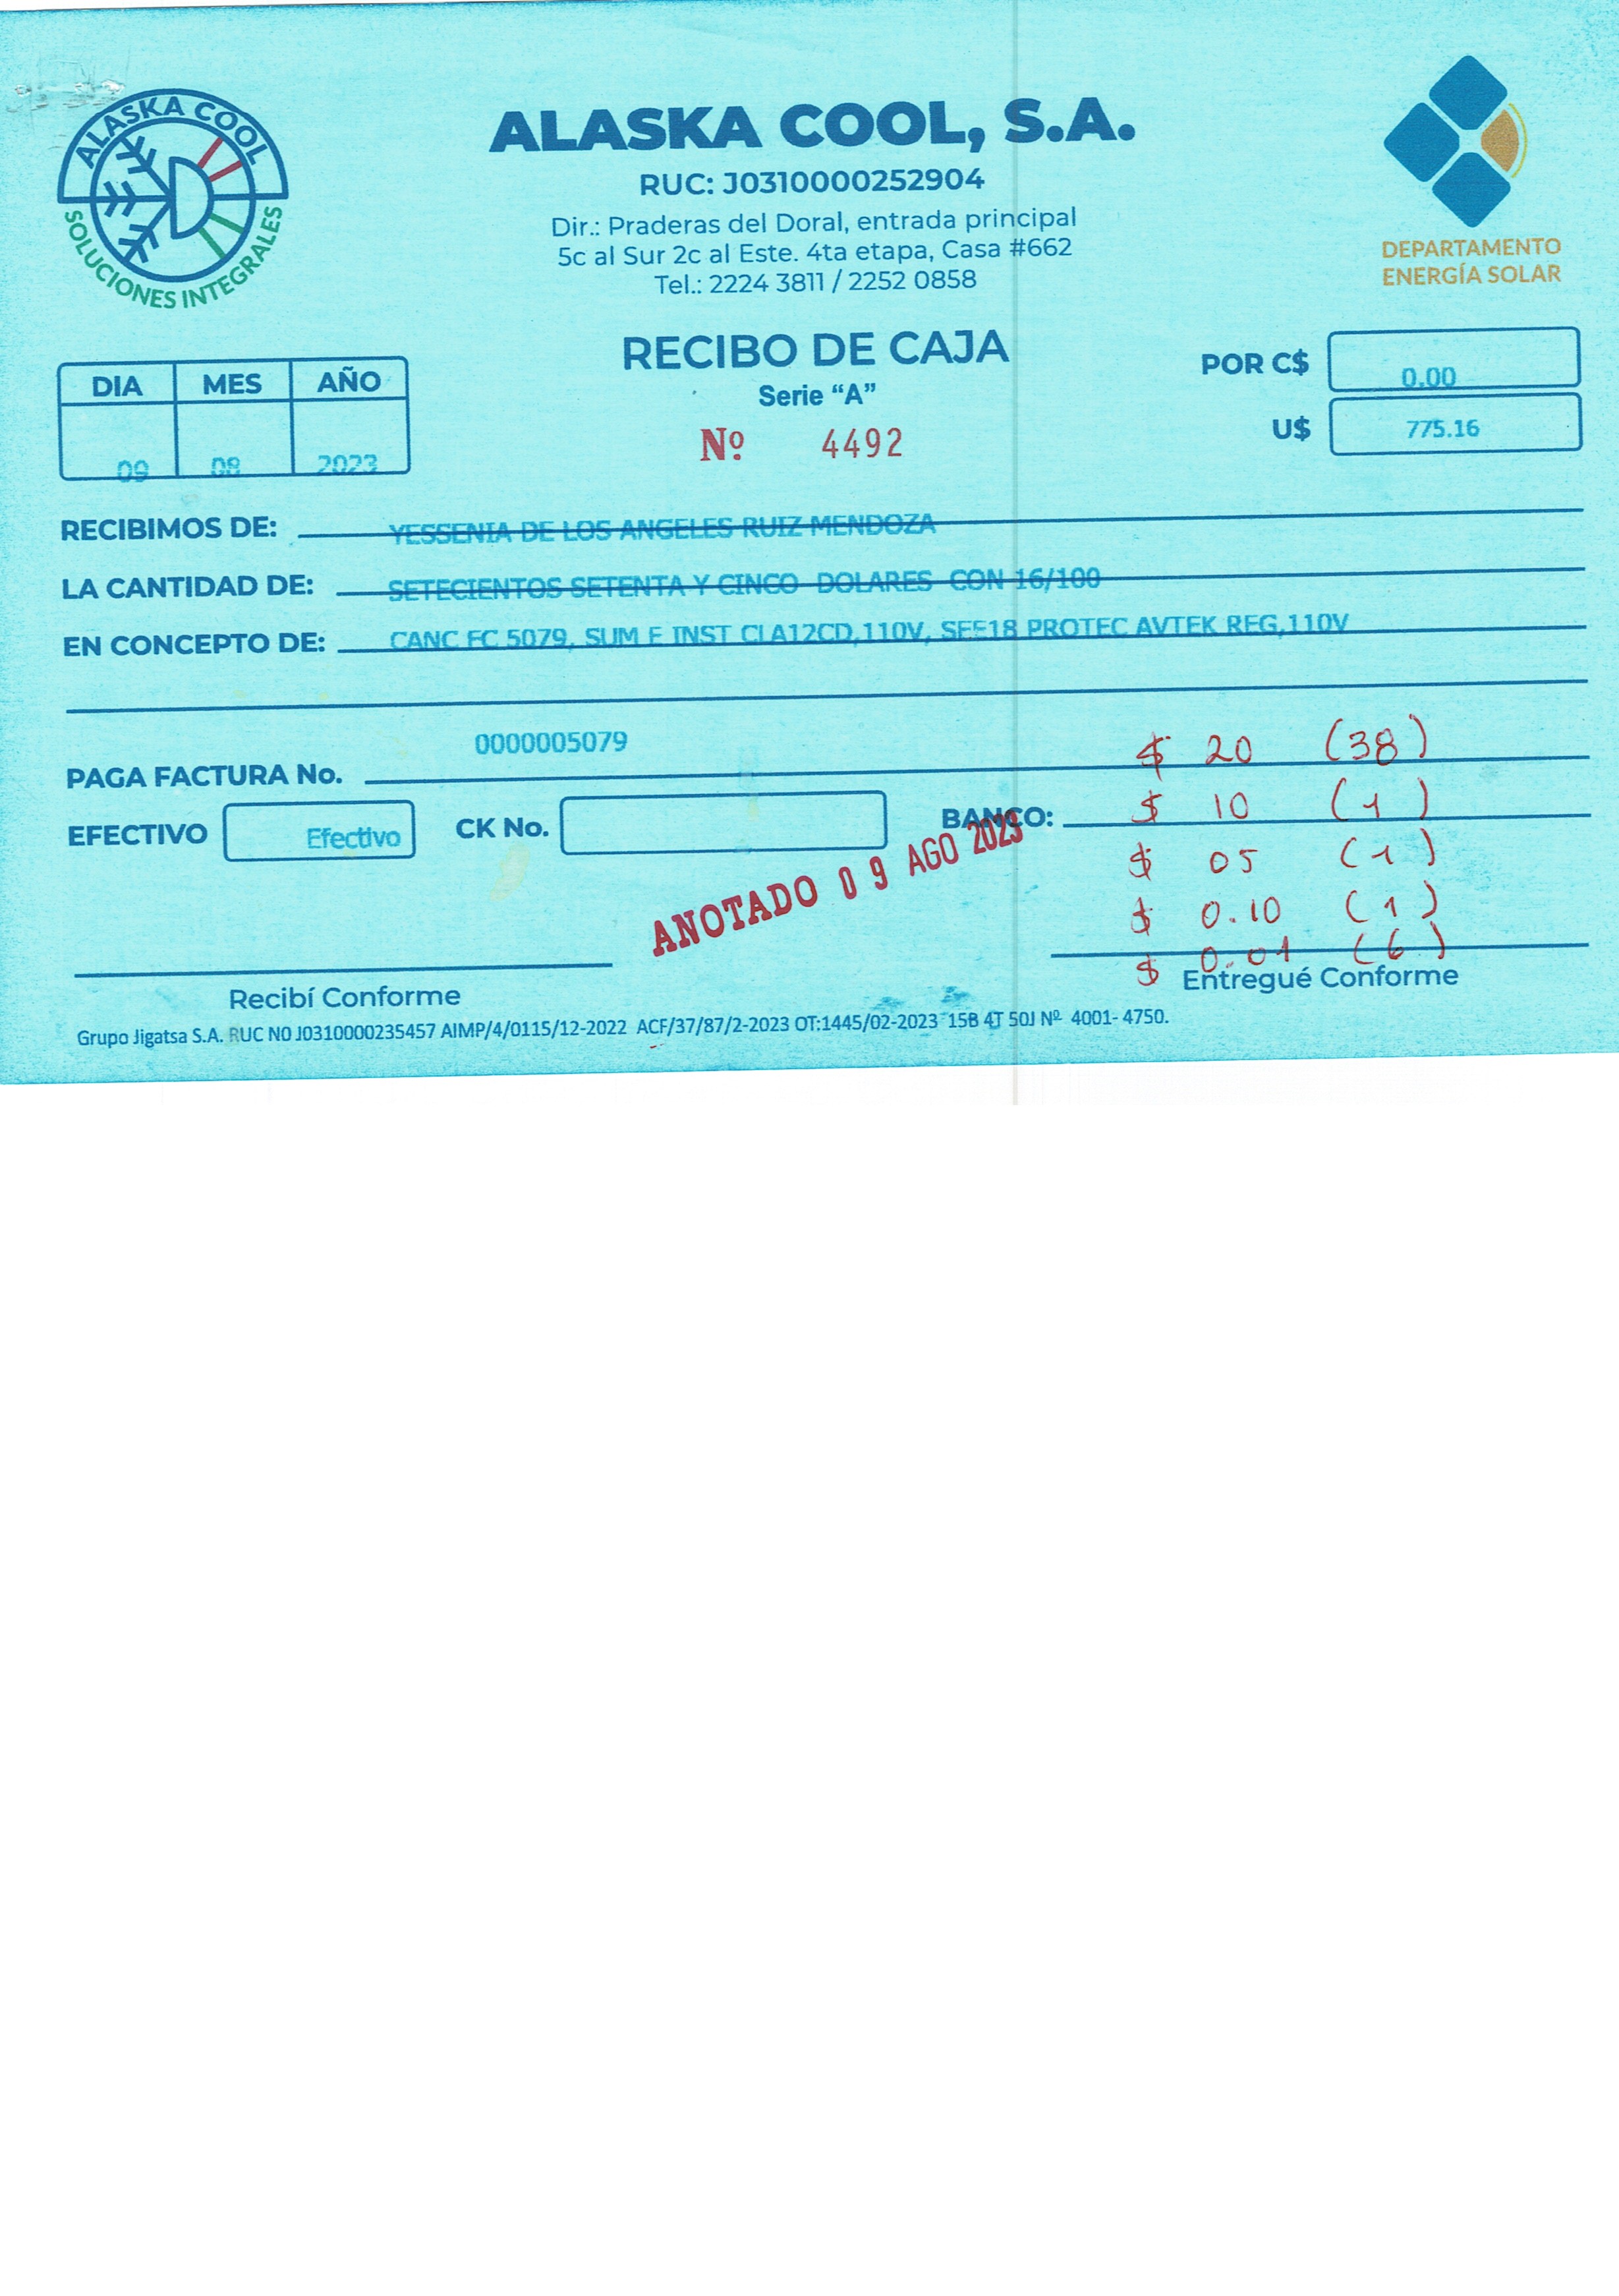 ALASKA COOL
SOLUCIONES INTEGRALES
ALASKA COOL, S.A.
RUC: J0310000252904
Dir.: Praderas del Doral, entrada principal
5c al Sur 2c al Este. 4ta etapa, Casa #662
Tel.: 2224 3811 / 2252 0858
DEPARTAMENTO
ENERGÍA SOLAR
RECIBO DE CAJA
Serie “A”
Nº 4492
DIA MES AÑO
09 08 2023
POR C$ 0.00
U$ 775.16
RECIBIMOS DE: YESSENIA DE LOS ANGELES RUIZ MENDOZA
LA CANTIDAD DE: SETECIENTOS SETENTA Y CINCO DOLARES CON 16/100
EN CONCEPTO DE: CANC FC 5079, SUM E INST CLA12CD,110V, SEE18 PROTEC AVTEK REG,110V
PAGA FACTURA No. 0000005079
EFECTIVO Efectivo CK No. BANCO:
$ 20 (38)
$ 10 (1)
$ 05 (1)
$ 0.10 (1)
$ 0.01 (6)
ANOTADO 09 AGO 2023
Recibí Conforme
Entregué Conforme
Grupo Jigatsa S.A. RUC N0 J0310000235457 AIMP/4/0115/12-2022 ACF/37/87/2-2023 OT:1445/02-2023 15B 4T 50J Nº 4001- 4750.